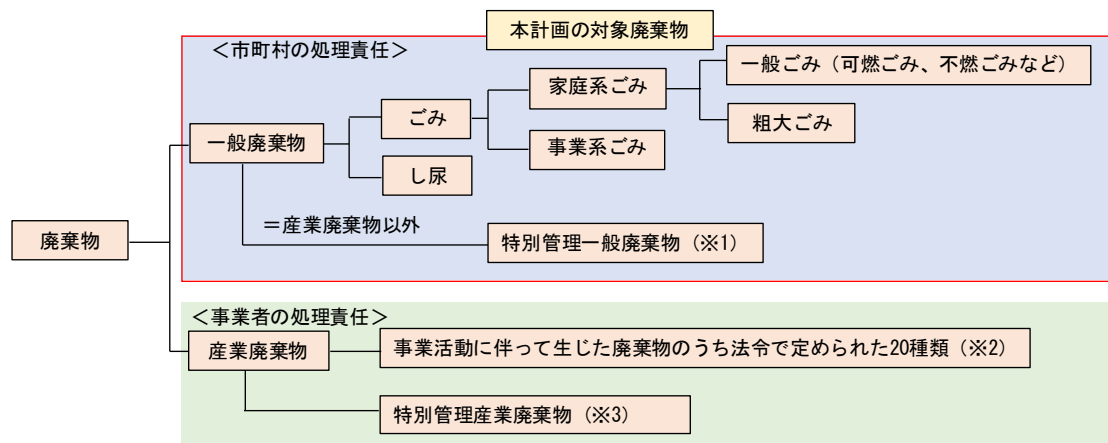 本計画の対象廃棄物
＜市町村の処理責任＞
一般ごみ（可燃ごみ、不燃ごみなど）
家庭系ごみ
ごみ
粗大ごみ
一般廃棄物
事業系ごみ
し尿
＝産業廃棄物以外
特別管理一般廃棄物（※1）
廃棄物
＜事業者の処理責任＞
産業廃棄物
事業活動に伴って生じた廃棄物のうち法令で定められた20種類（※2）
特別管理産業廃棄物（※3）